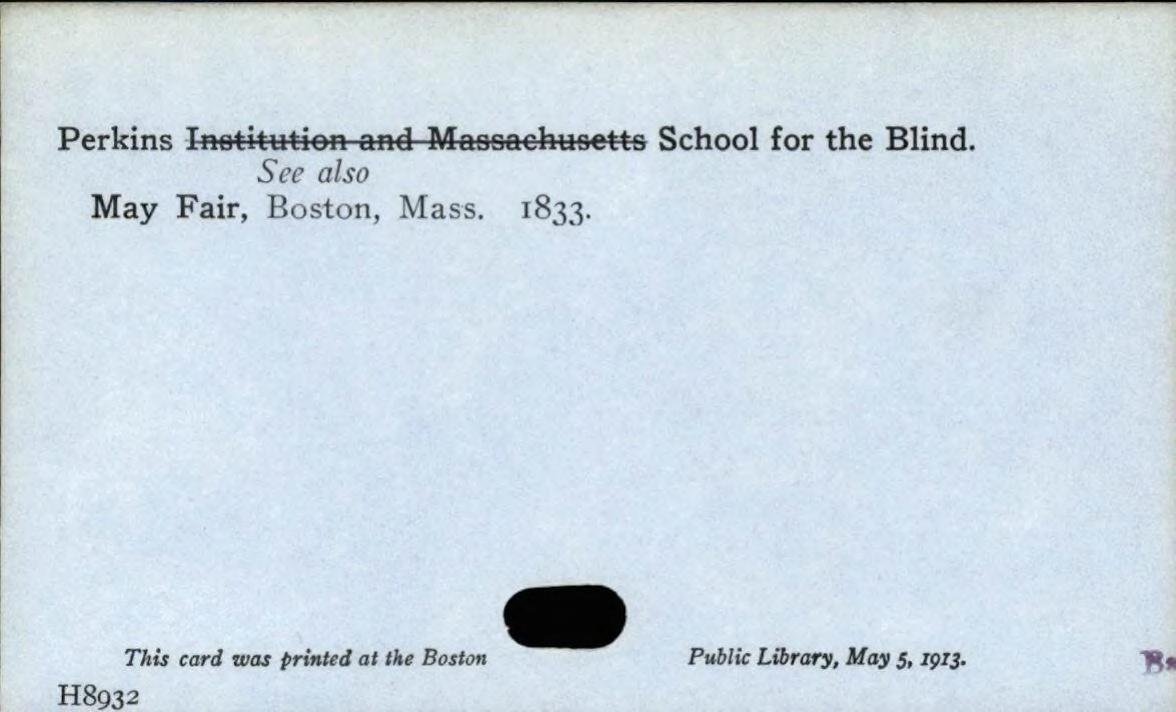 Perkins Institution and Massachusetts School for the Blind.
See also
May Fair, Boston, Mass. 1833.
This card was printed at the Boston Public Library, May 5, 1913.
H8932